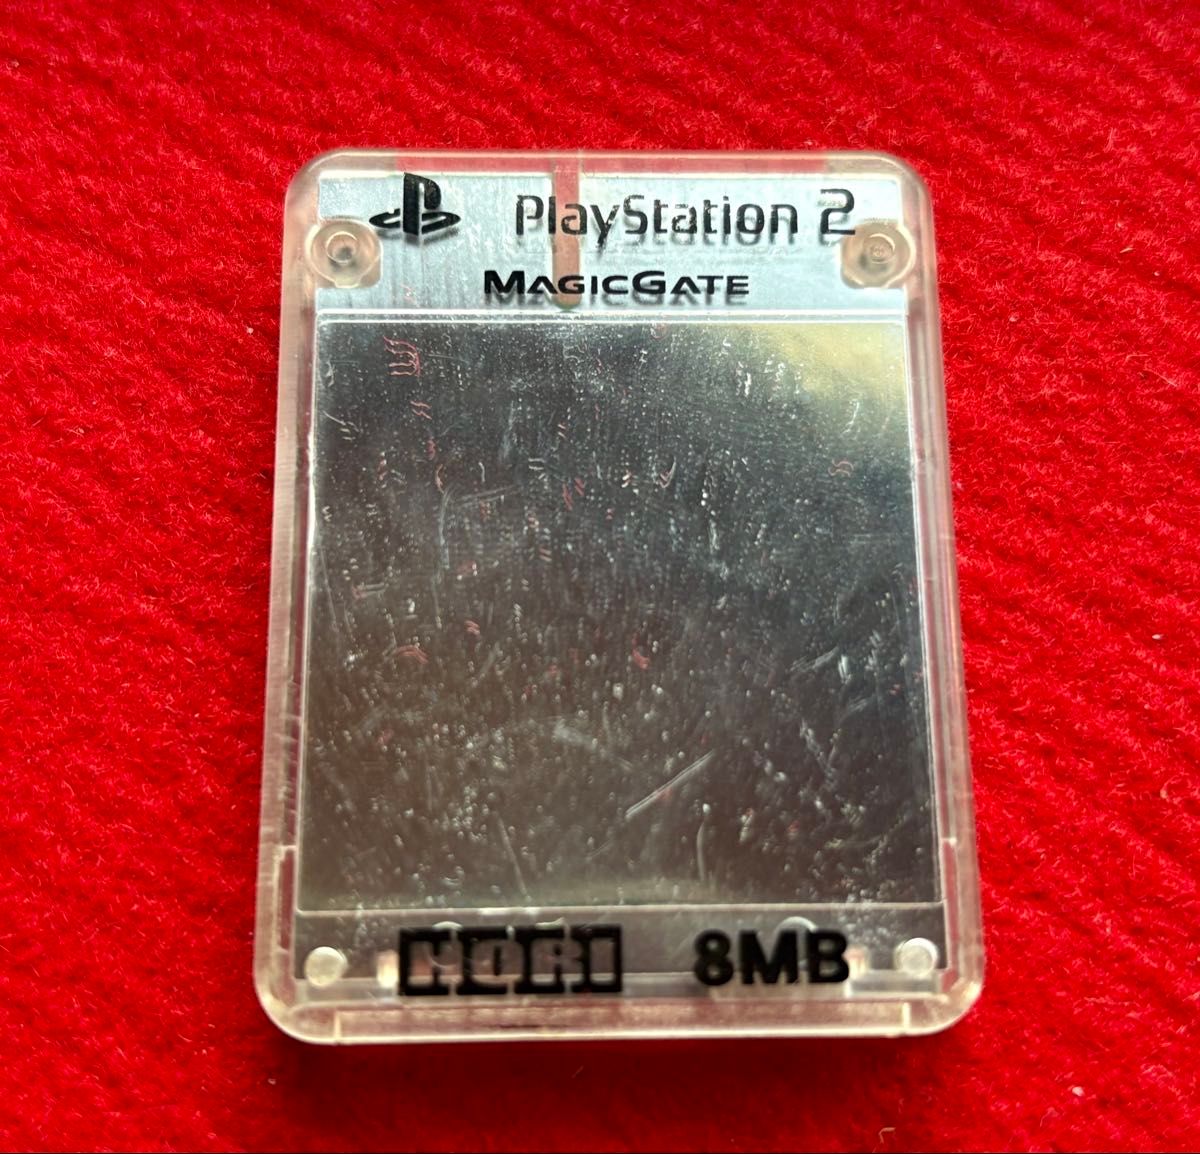 PlayStation 2
MAGICGATE
HORI 8MB